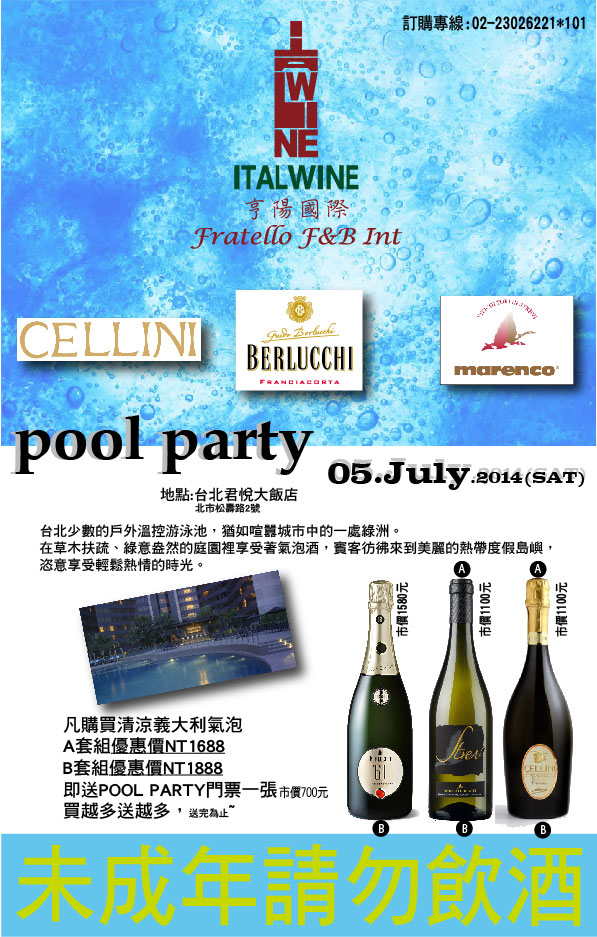 訂購專線:02-23026221*101
ITALWINE
ITALWINE
亨陽國際
Fratello F&B Int
CELLINI
Guido Berlucchi
BERLUCCHI
FRANCIACORTA
marenco
pool party
05.July.2014(SAT)
地點:台北君悅大飯店
北市松壽路2號
台北少數的戶外溫控游泳池，猶如喧囂城市中的一處綠洲。
在草木扶疏、綠意盎然的庭園裡享受著氣泡酒，賓客彷彿來到美麗的熱帶度假島嶼，
恣意享受輕鬆熱情的時光。
A
A
市價1580元
市價1100元
市價1100元
凡購買清涼義大利氣泡
A套組優惠價NT1688
B套組優惠價NT1888
即送POOL PARTY門票一張市價700元
買越多送越多，送完為止~
'61
CELLINI
B
B
B
未成年請勿飲酒